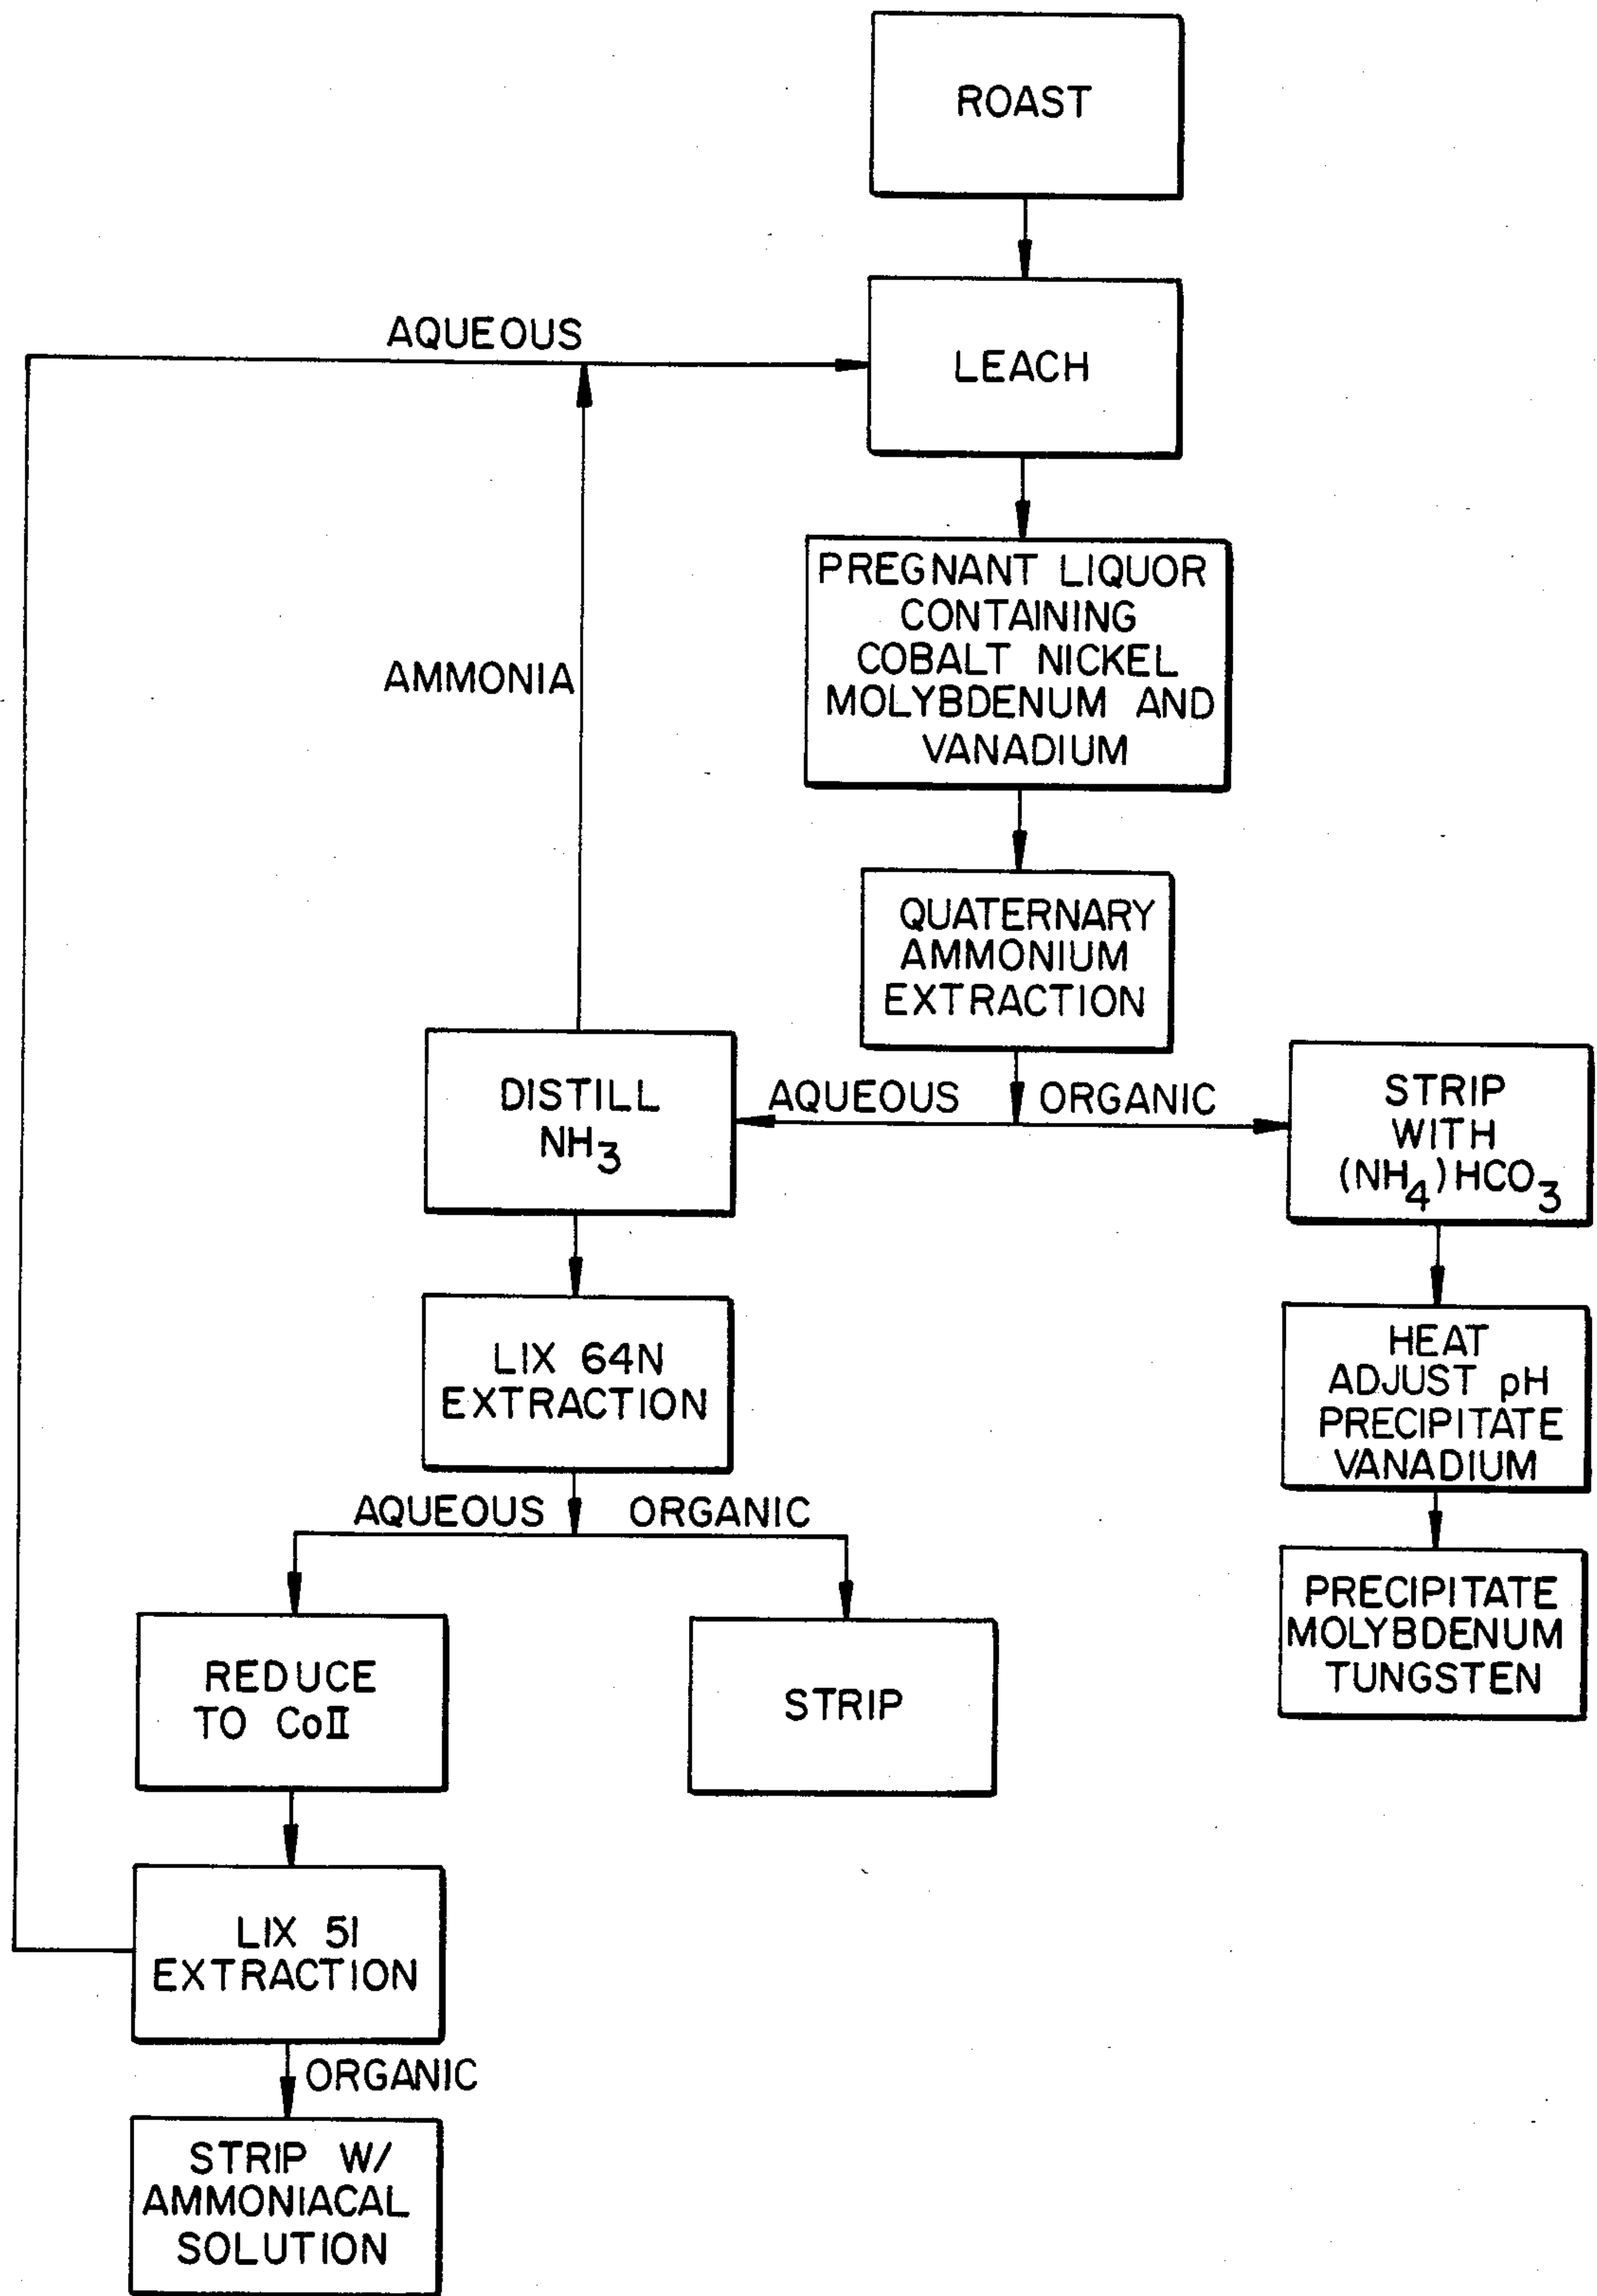 ROAST
AQUEOUS
LEACH
PREGNANT LIQUOR
CONTAINING
COBALT NICKEL
MOLYBDENUM AND
VANADIUM
AMMONIA
QUATERNARY
AMMONIUM
EXTRACTION
DISTILL
NH₃
AQUEOUS
ORGANIC
STRIP
WITH
(NH₄)HCO₃
LIX 64N
EXTRACTION
HEAT
ADJUST pH
PRECIPITATE
VANADIUM
AQUEOUS
ORGANIC
PRECIPITATE
MOLYBDENUM
TUNGSTEN
REDUCE
TO CoII
STRIP
LIX 51
EXTRACTION
ORGANIC
STRIP W/
AMMONIACAL
SOLUTION